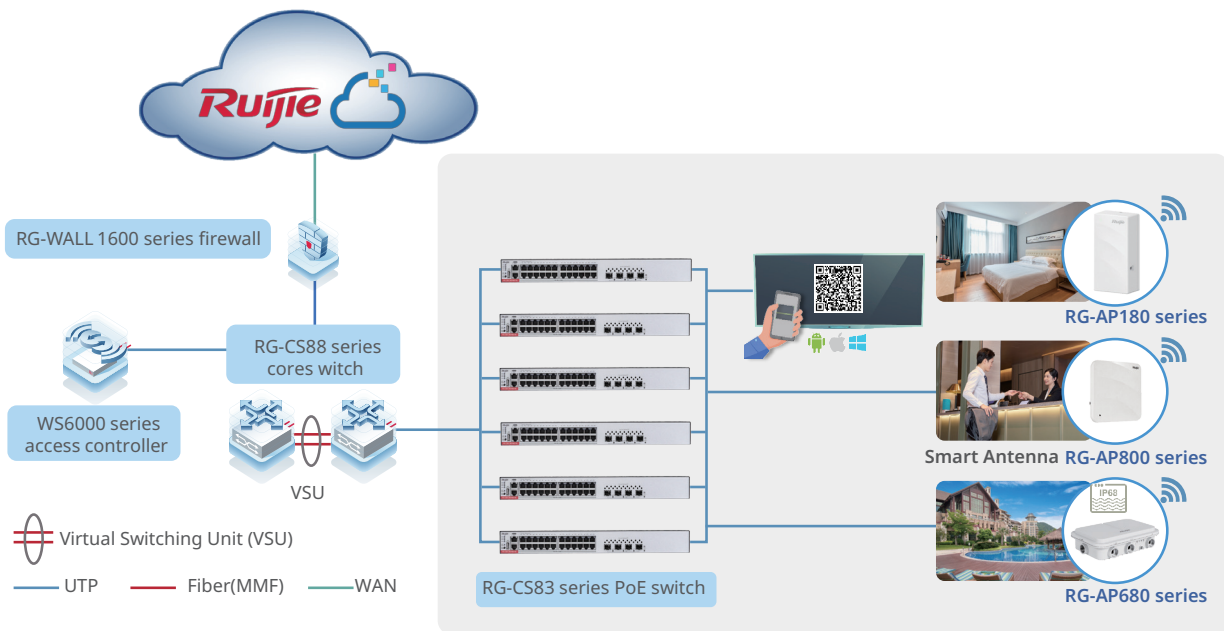 Ruijie
RG-WALL 1600 series firewall
RG-CS88 series
cores witch
WS6000 series
access controller
VSU
Virtual Switching Unit (VSU)
UTP
Fiber(MMF)
WAN
RG-CS83 series PoE switch
RG-AP180 series
Smart Antenna
RG-AP800 series
IP68
RG-AP680 series